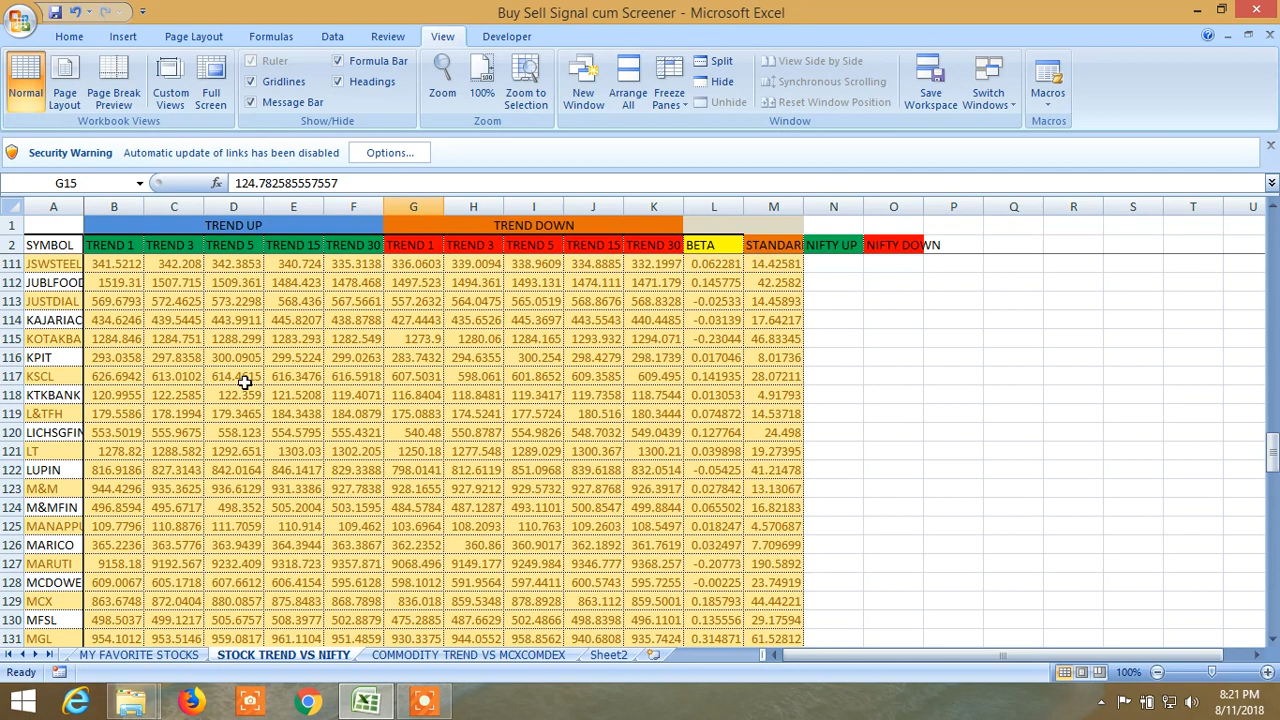 Buy Sell Signal cum Screener - Microsoft Excel
Home Insert Page Layout Formulas Data Review View Developer
Normal Page Layout Page Break Preview Custom Views Full Screen
Ruler Formula Bar
Gridlines Headings
Message Bar
Zoom 100% Zoom to Selection
New Window Arrange All Freeze Panes
Split
Hide
Unhide
View Side by Side
Synchronous Scrolling
Reset Window Position
Save Workspace Switch Windows Macros
Workbook Views Show/Hide Zoom Window Macros
Security Warning Automatic update of links has been disabled Options...
G15 fx 124.782585557557
A B C D E F G H I J K L M N O P Q R S T U
1 TREND UP TREND DOWN
2 SYMBOL TREND 1 TREND 3 TREND 5 TREND 15 TREND 30 TREND 1 TREND 3 TREND 5 TREND 15 TREND 30 BETA STANDAR NIFTY UP NIFTY DOWN
111 JSWSTEEL 341.5212 342.208 342.3853 340.724 335.3138 336.0603 339.0094 338.9609 334.8885 332.1997 0.062281 14.42581
112 JUBLFOOD 1519.31 1507.715 1509.361 1484.423 1478.468 1497.523 1494.361 1493.131 1474.111 1471.179 0.145775 42.2582
113 JUSTDIAL 569.6793 572.4625 573.2298 568.436 567.5661 557.2632 564.0475 565.0519 568.8676 568.8328 -0.02533 14.45893
114 KAJARIAC 434.6246 439.5445 443.9911 445.8207 438.8788 427.4443 435.6526 445.3697 443.5543 440.4485 -0.03139 17.64217
115 KOTAKBA 1284.846 1284.751 1288.299 1283.293 1282.549 1273.9 1280.06 1284.165 1293.932 1294.071 -0.23044 46.83345
116 KPIT 293.0358 297.8358 300.0905 299.5224 299.0263 283.7432 294.6355 300.254 298.4279 298.1739 0.017046 8.01736
117 KSCL 626.6942 613.0102 616.3476 616.5918 607.5031 598.061 601.8652 609.3585 609.495 0.141935 28.07211
118 KTKBANK 120.9955 122.2585 122.359 121.5208 119.4071 116.8404 118.8481 119.3417 119.7358 118.7544 0.013053 4.91793
119 L&TFH 179.5586 178.1994 179.3465 184.3438 184.0879 175.0883 174.5241 177.5724 180.516 180.3444 0.074872 14.53718
120 LICHSGFIN 553.5019 555.9675 558.123 554.5795 555.4321 540.48 550.8787 554.9826 548.7032 549.0439 0.127764 24.498
121 LT 1278.82 1288.582 1292.651 1303.03 1302.205 1250.18 1277.548 1289.029 1300.367 1300.21 0.039898 19.27395
122 LUPIN 816.9186 827.3143 842.0164 846.1417 829.3388 798.0141 812.6119 851.0968 839.6188 832.0514 -0.05425 41.21478
123 M&M 944.4296 935.3625 936.6129 931.3386 927.7838 928.1655 927.9212 929.5732 927.8768 926.3917 0.027842 13.13067
124 M&MFIN 496.8594 495.6717 498.352 505.2004 503.1595 484.5784 487.1287 493.1101 500.8547 499.8844 0.065502 16.82183
125 MANAPPU 109.7796 110.8876 111.7059 110.914 109.462 103.6964 108.2093 110.763 109.2603 108.5497 0.018247 4.570687
126 MARICO 365.2236 363.5776 363.9439 364.3944 363.3867 362.2352 360.86 360.9017 362.1892 361.7619 0.032497 7.709699
127 MARUTI 9158.18 9192.567 9232.409 9318.723 9357.871 9068.496 9149.177 9249.984 9346.777 9368.257 -0.20773 190.5892
128 MCDOWE 609.0067 605.1718 607.6612 606.4154 595.6128 598.1012 591.9564 597.4411 600.5743 595.7255 -0.00225 23.74919
129 MCX 863.6748 872.0404 880.0857 875.8483 868.7898 836.018 859.5348 878.8928 863.112 859.5001 0.185793 44.44221
130 MFSL 498.5037 499.1217 505.6757 508.3977 502.8879 475.2885 487.6629 502.4866 498.8398 496.1101 0.135556 29.17594
131 MGL 954.1012 953.5146 959.0817 961.1104 951.4859 930.3375 944.0552 958.8562 940.6808 935.7424 0.314871 61.52812
MY FAVORITE STOCKS STOCK TREND VS NIFTY COMMODITY TREND VS MCXCOMDEX Sheet2
Ready 100%
8:21 PM
8/11/2018